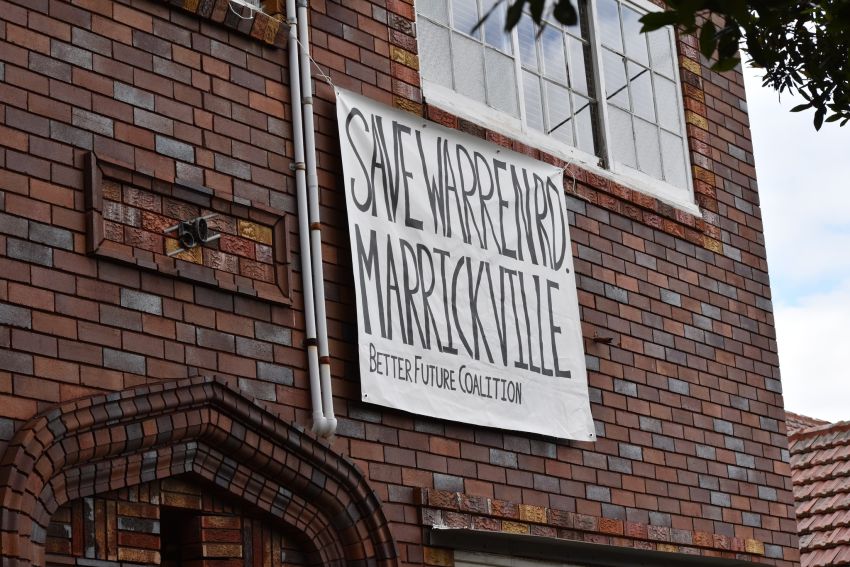 SAVE WARREN RD.
MARRICKVILLE
BETTER FUTURE COALITION